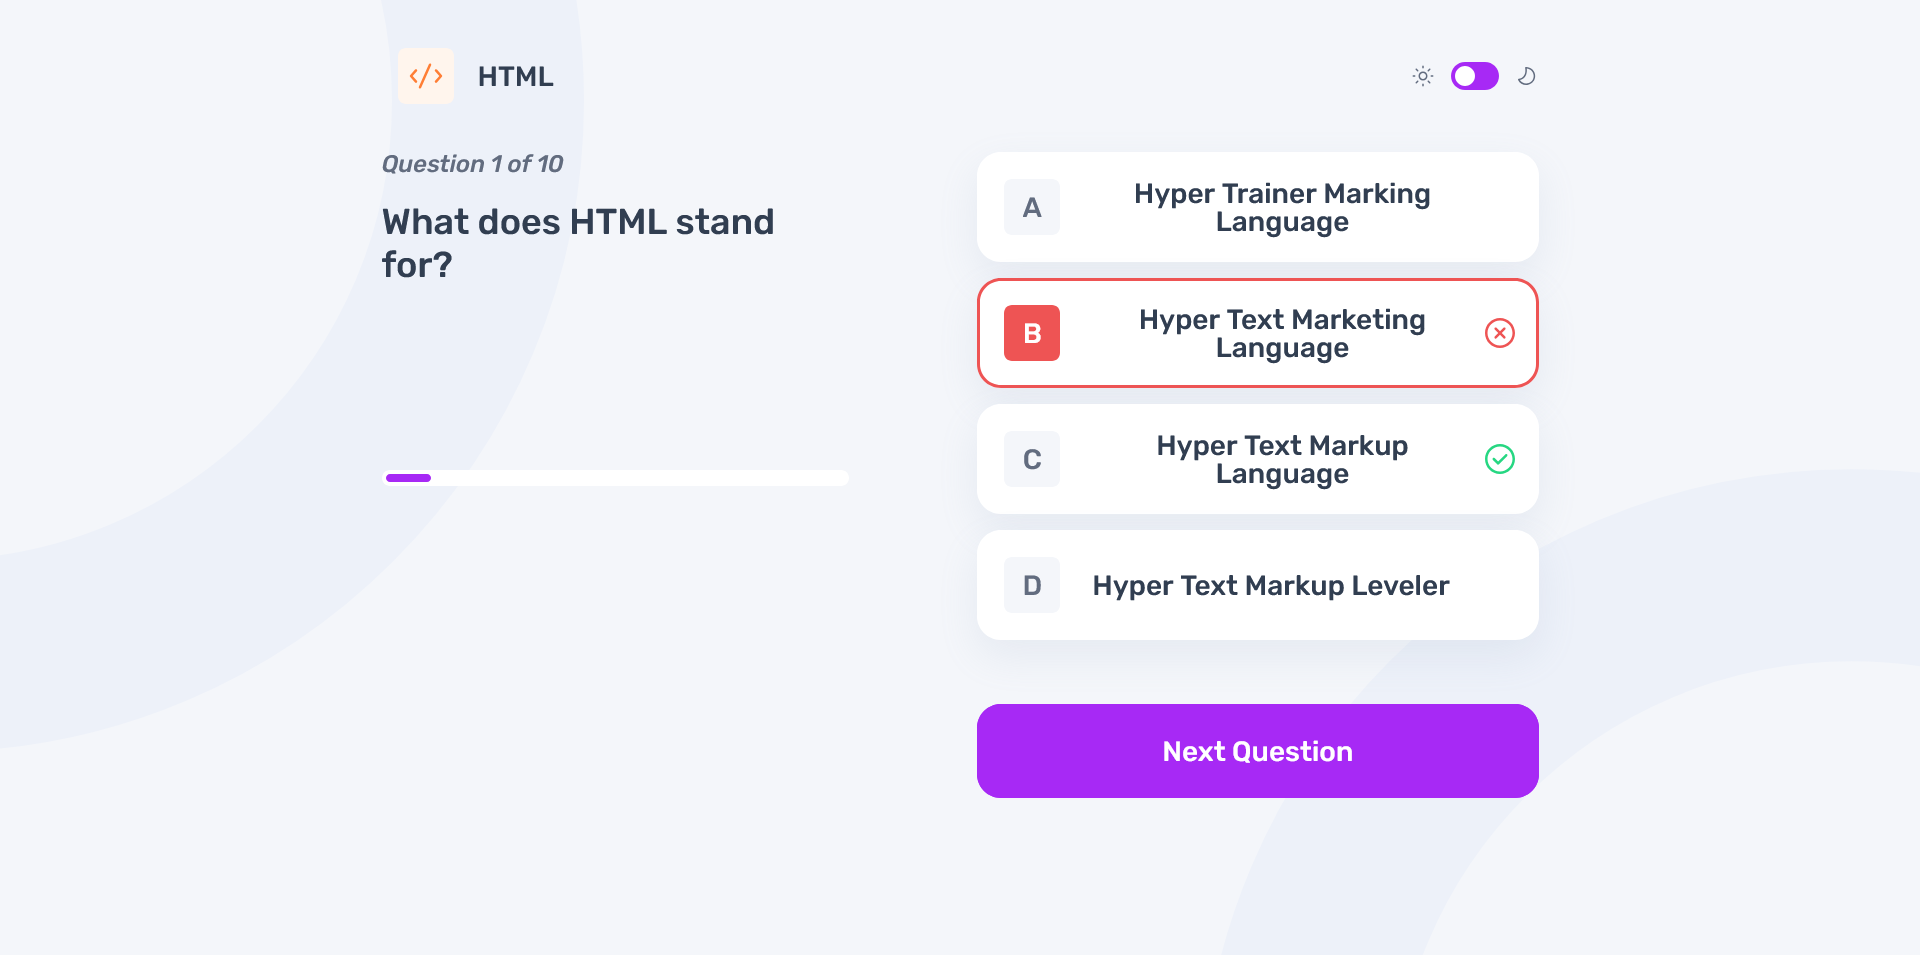 HTML
Question 1 of 10
What does HTML stand
for?
A
Hyper Trainer Marking
Language
B
Hyper Text Marketing
Language
C
Hyper Text Markup
Language
D
Hyper Text Markup Leveler
Next Question